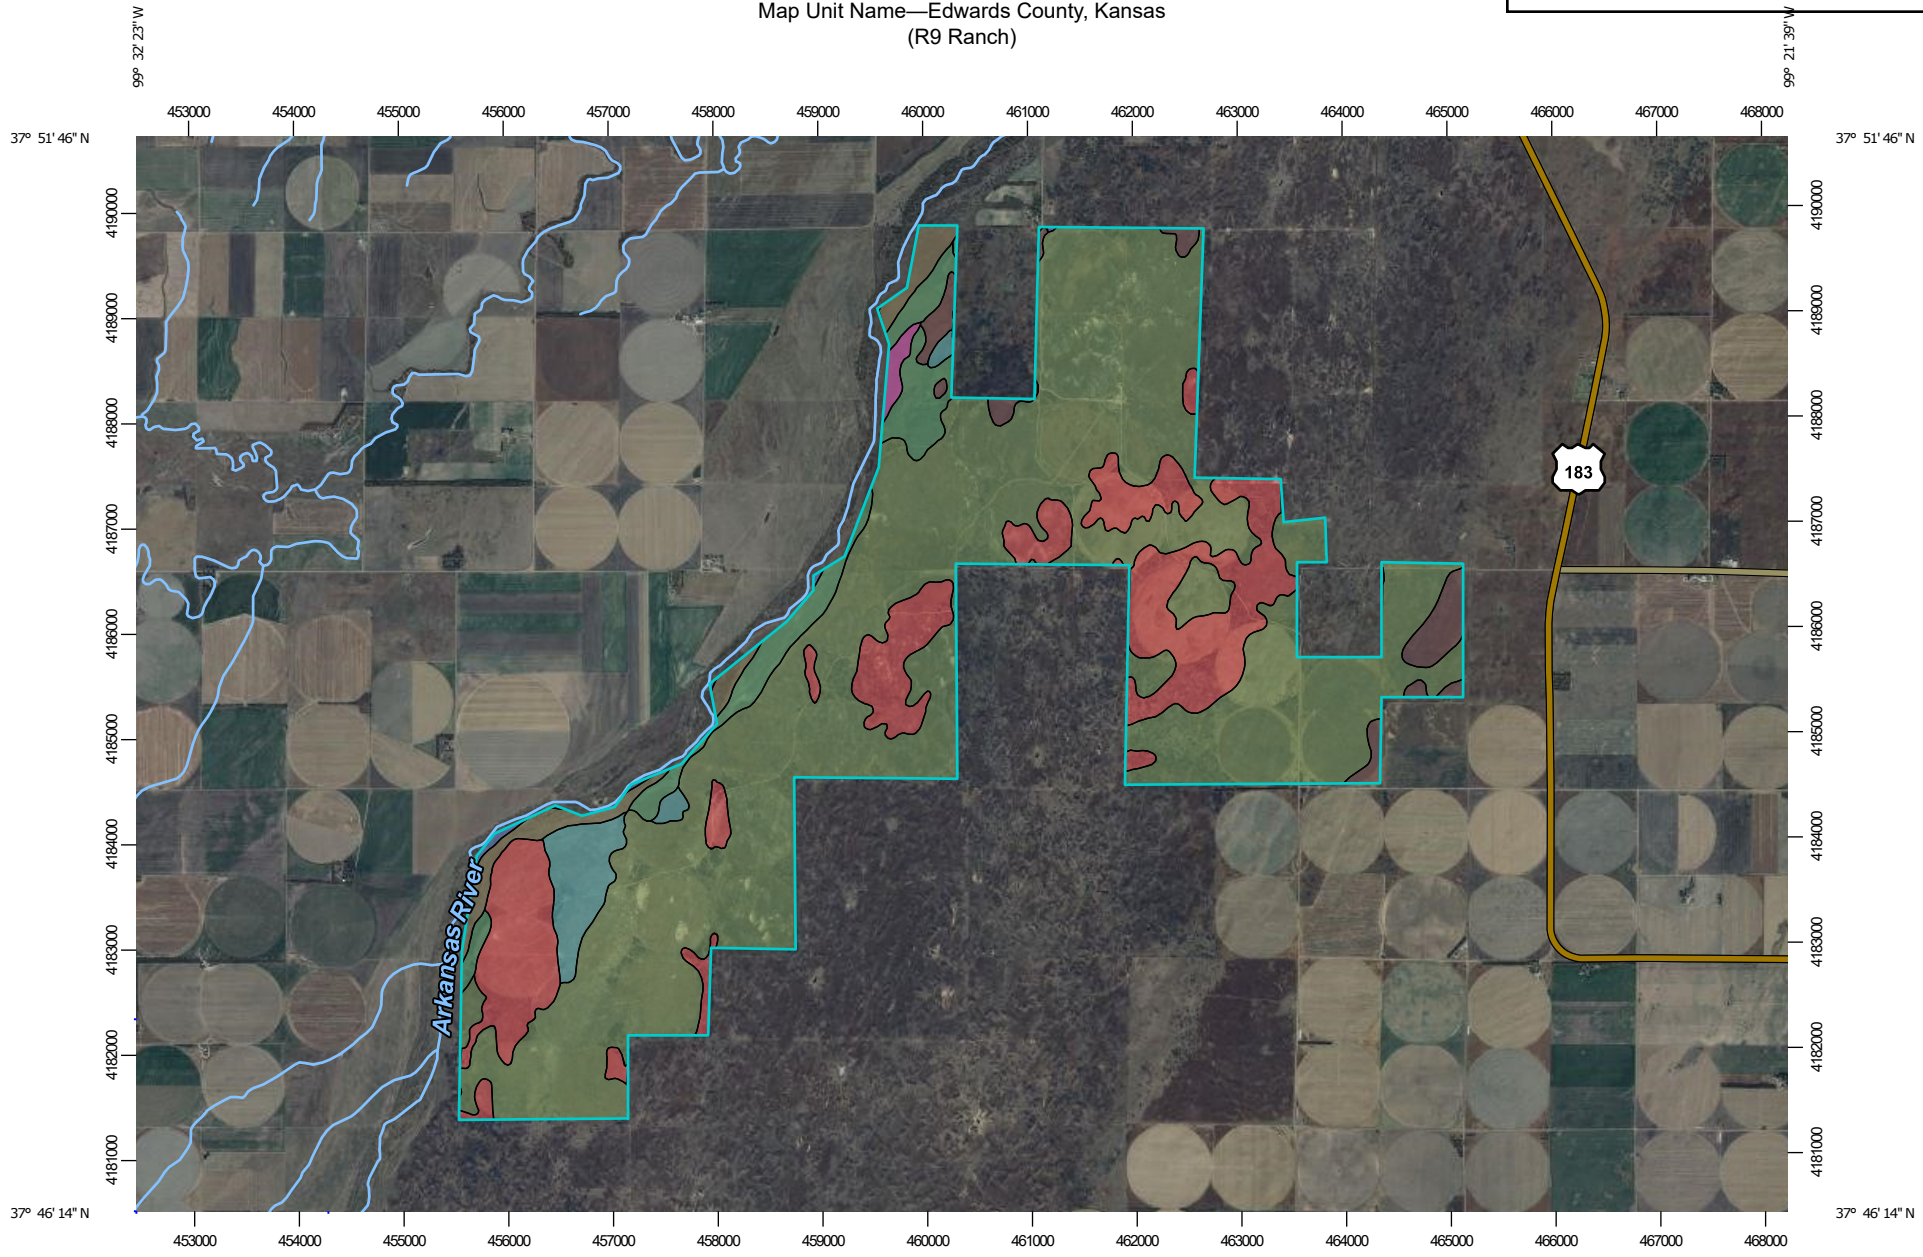 Map Unit Name—Edwards County, Kansas
(R9 Ranch)
99° 32' 23" W
99° 21' 39" W
453000 454000 455000 456000 457000 458000 459000 460000 461000 462000 463000 464000 465000 466000 467000 468000
37° 51' 46" N
37° 51' 46" N
4190000
4190000
4189000
4189000
4188000
4188000
183
4187000
4187000
4186000
4186000
4185000
4185000
4184000
4184000
Arkansas River
4183000
4183000
4182000
4182000
4181000
4181000
37° 46' 14" N
37° 46' 14" N
453000 454000 455000 456000 457000 458000 459000 460000 461000 462000 463000 464000 465000 466000 467000 468000